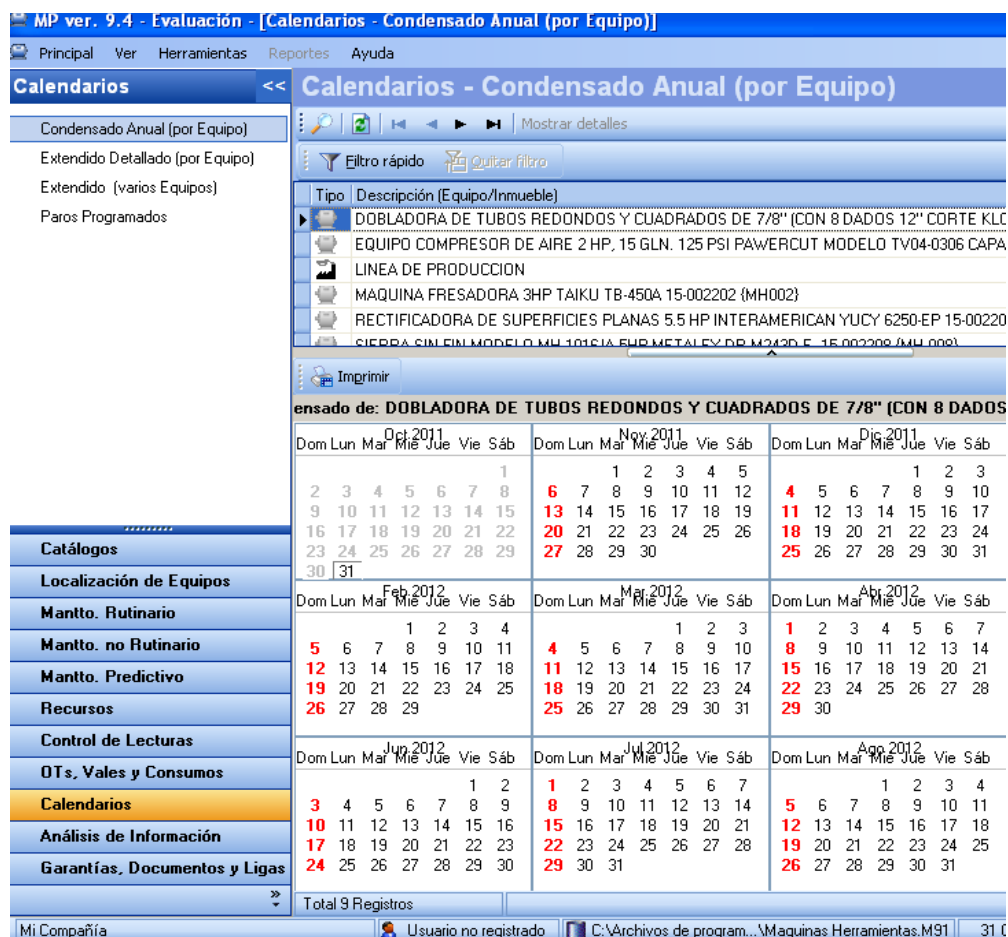 MP ver. 9.4 - Evaluación - [Calendarios - Condensado Anual (por Equipo)]
Principal Ver Herramientas Reportes Ayuda
Calendarios <<
Condensado Anual (por Equipo)
Extendido Detallado (por Equipo)
Extendido (varios Equipos)
Paros Programados
Catálogos
Localización de Equipos
Mantto. Rutinario
Mantto. no Rutinario
Mantto. Predictivo
Recursos
Control de Lecturas
OTs, Vales y Consumos
Calendarios
Análisis de Información
Garantías, Documentos y Ligas
Calendarios - Condensado Anual (por Equipo)
Mostrar detalles
Filtro rápido Quitar filtro
Tipo Descripción (Equipo/Inmueble)
DOBLADORA DE TUBOS REDONDOS Y CUADRADOS DE 7/8" (CON 8 DADOS 12" CORTE KLO
EQUIPO COMPRESOR DE AIRE 2 HP, 15 GLN. 125 PSI PAWERCUT MODELO TV04-0306 CAPA
LINEA DE PRODUCCION
MAQUINA FRESADORA 3HP TAIKU TB-450A 15-002202 {MH002}
RECTIFICADORA DE SUPERFICIES PLANAS 5.5 HP INTERAMERICAN YUCY 6250-EP 15-00220
SIERRA SIN FIN MODELO MH-1016JA 5HP METALEY DR M243D F 15-002208 {MH-008}
Imprimir
ensado de: DOBLADORA DE TUBOS REDONDOS Y CUADRADOS DE 7/8" (CON 8 DADOS
Oct 2011
Dom Lun Mar Mié Jue Vie Sáb
1
2 3 4 5 6 7 8
9 10 11 12 13 14 15
16 17 18 19 20 21 22
23 24 25 26 27 28 29
30 31
Nov 2011
Dom Lun Mar Mié Jue Vie Sáb
1 2 3 4 5
6 7 8 9 10 11 12
13 14 15 16 17 18 19
20 21 22 23 24 25 26
27 28 29 30
Dic 2011
Dom Lun Mar Mié Jue Vie Sáb
1 2 3
4 5 6 7 8 9 10
11 12 13 14 15 16 17
18 19 20 21 22 23 24
25 26 27 28 29 30 31
Feb 2012
Dom Lun Mar Mié Jue Vie Sáb
1 2 3 4
5 6 7 8 9 10 11
12 13 14 15 16 17 18
19 20 21 22 23 24 25
26 27 28 29
Mar 2012
Dom Lun Mar Mié Jue Vie Sáb
1 2 3
4 5 6 7 8 9 10
11 12 13 14 15 16 17
18 19 20 21 22 23 24
25 26 27 28 29 30 31
Abr 2012
Dom Lun Mar Mié Jue Vie Sáb
1 2 3 4 5 6 7
8 9 10 11 12 13 14
15 16 17 18 19 20 21
22 23 24 25 26 27 28
29 30
Jun 2012
Dom Lun Mar Mié Jue Vie Sáb
1 2
3 4 5 6 7 8 9
10 11 12 13 14 15 16
17 18 19 20 21 22 23
24 25 26 27 28 29 30
Jul 2012
Dom Lun Mar Mié Jue Vie Sáb
1 2 3 4 5 6 7
8 9 10 11 12 13 14
15 16 17 18 19 20 21
22 23 24 25 26 27 28
29 30 31
Ago 2012
Dom Lun Mar Mié Jue Vie Sáb
1 2 3 4
5 6 7 8 9 10 11
12 13 14 15 16 17 18
19 20 21 22 23 24 25
26 27 28 29 30 31
Total 9 Registros
Mi Compañía Usuario no registrado C:\Archivos de program...\Maquinas Herramientas.M91 31